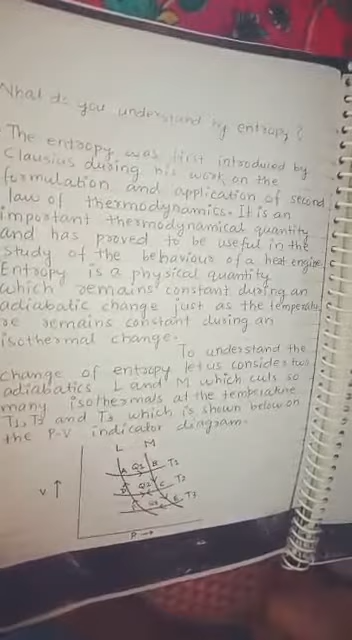 What do you understand by entropy?
The entropy was first introduced by
Clausius during his work on the
formulation and application of second
law of thermodynamics. It is an
important thermodynamical quantity
and has proved to be useful in the
study of the behaviour of a heat engine.
Entropy is a physical quantity
which remains constant during an
adiabatic change just as the temperatu
re remains constant during an
isothermal change.
To understand the
change of entropy let us consider two
adiabatics L and M which cuts so
many isothermals at the temperature
T1, T2 and T3 which is shown below on
the P-V indicator diagram.
L M
A Q1 B T1
D Q2 C T2
E T3
V ↑
P →